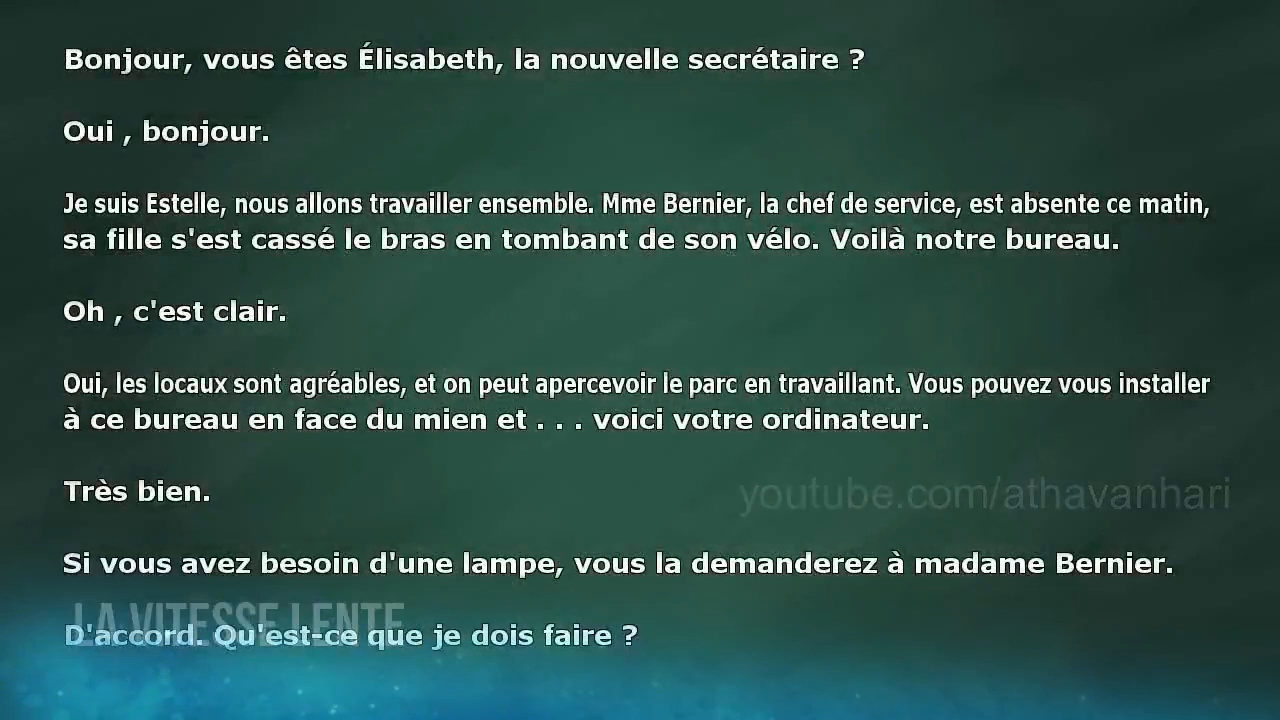 Bonjour, vous êtes Élisabeth, la nouvelle secrétaire ?
Oui , bonjour.
Je suis Estelle, nous allons travailler ensemble. Mme Bernier, la chef de service, est absente ce matin,
sa fille s'est cassé le bras en tombant de son vélo. Voilà notre bureau.
Oh , c'est clair.
Oui, les locaux sont agréables, et on peut apercevoir le parc en travaillant. Vous pouvez vous installer
à ce bureau en face du mien et . . . voici votre ordinateur.
Très bien.
youtube.com/athavanhari
Si vous avez besoin d'une lampe, vous la demanderez à madame Bernier.
LA VITESSE LENTE
D'accord. Qu'est-ce que je dois faire ?